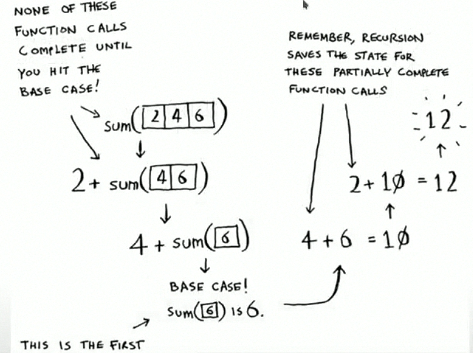 NONE OF THESE
FUNCTION CALLS
COMPLETE UNTIL
YOU HIT THE
BASE CASE!
sum([2|4|6])
2 + sum([4|6])
4 + sum([6])
BASE CASE!
sum([6]) is 6.
THIS IS THE FIRST
REMEMBER, RECURSION
SAVES THE STATE FOR
THESE PARTIALLY COMPLETE
FUNCTION CALLS
12
2 + 10 = 12
4 + 6 = 10